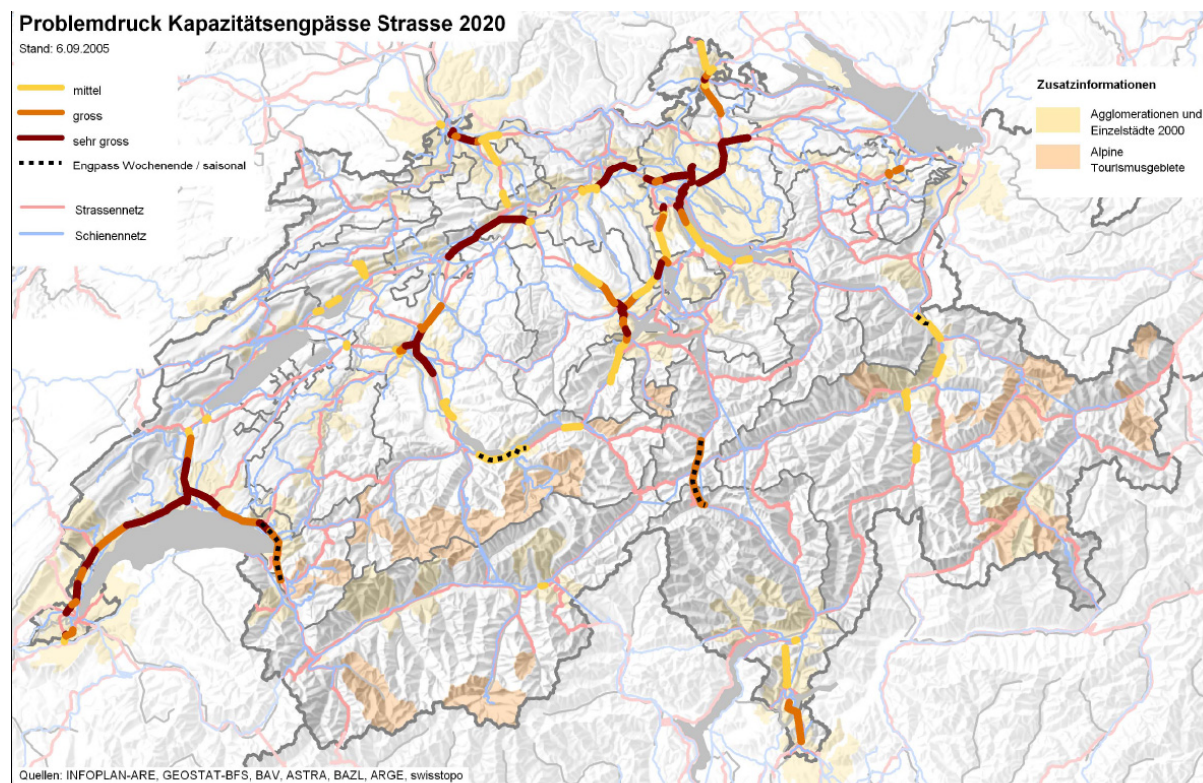 Problemdruck Kapazitätsengpässe Strasse 2020
Stand: 6.09.2005
mittel
gross
sehr gross
Engpass Wochenende / saisonal
Strassennetz
Schienennetz
Zusatzinformationen
Agglomerationen und
Einzelstädte 2000
Alpine
Tourismusgebiete
Quellen: INFOPLAN-ARE, GEOSTAT-BFS, BAV, ASTRA, BAZL, ARGE, swisstopo